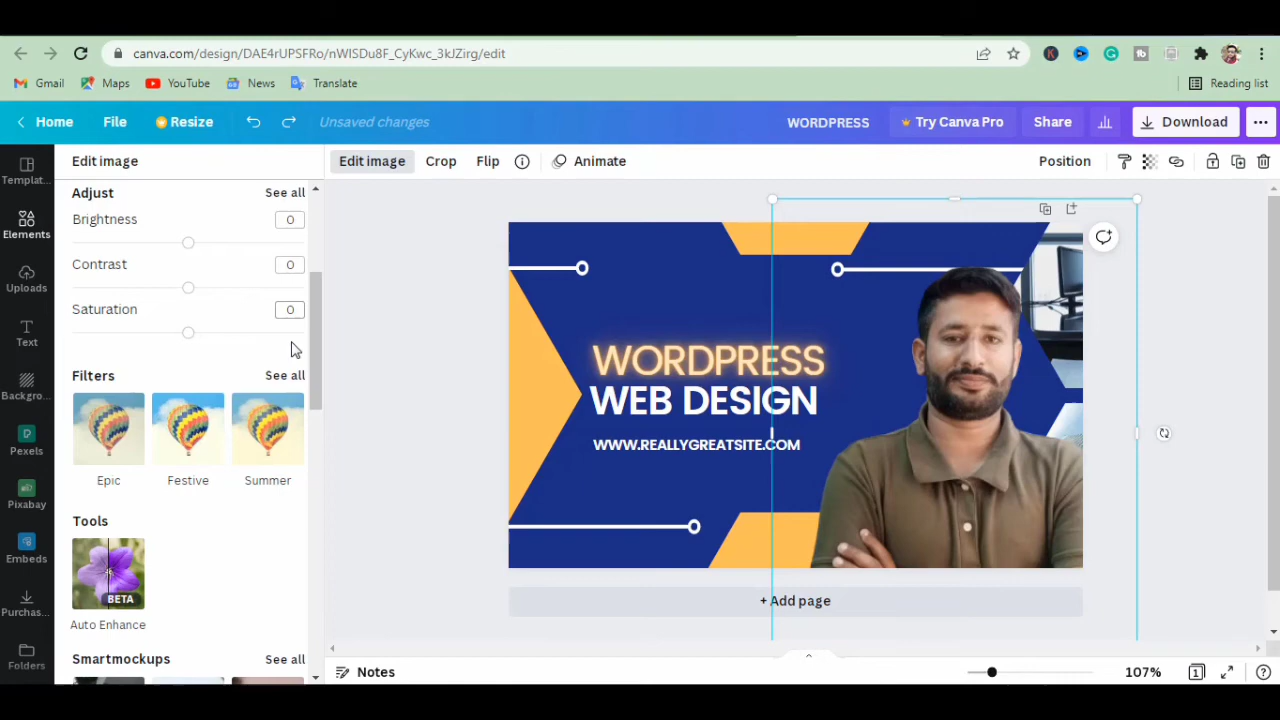 canva.com/design/DAE4rUPSFRo/nWISDu8F_CyKwc_3kJZirg/edit
Gmail Maps YouTube News Translate Reading list
Home File Resize Unsaved changes WORDPRESS Try Canva Pro Share Download
Templat... Edit image Edit image Crop Flip Animate Position
Elements
Uploads
Text
Backgro...
Pexels
Pixabay
Embeds
Purchas...
Folders
Adjust See all
Brightness 0
Contrast 0
Saturation 0
Filters See all
Epic Festive Summer
Tools
BETA
Auto Enhance
Smartmockups See all
WORDPRESS
WEB DESIGN
WWW.REALLYGREATSITE.COM
+ Add page
Notes 107% 1